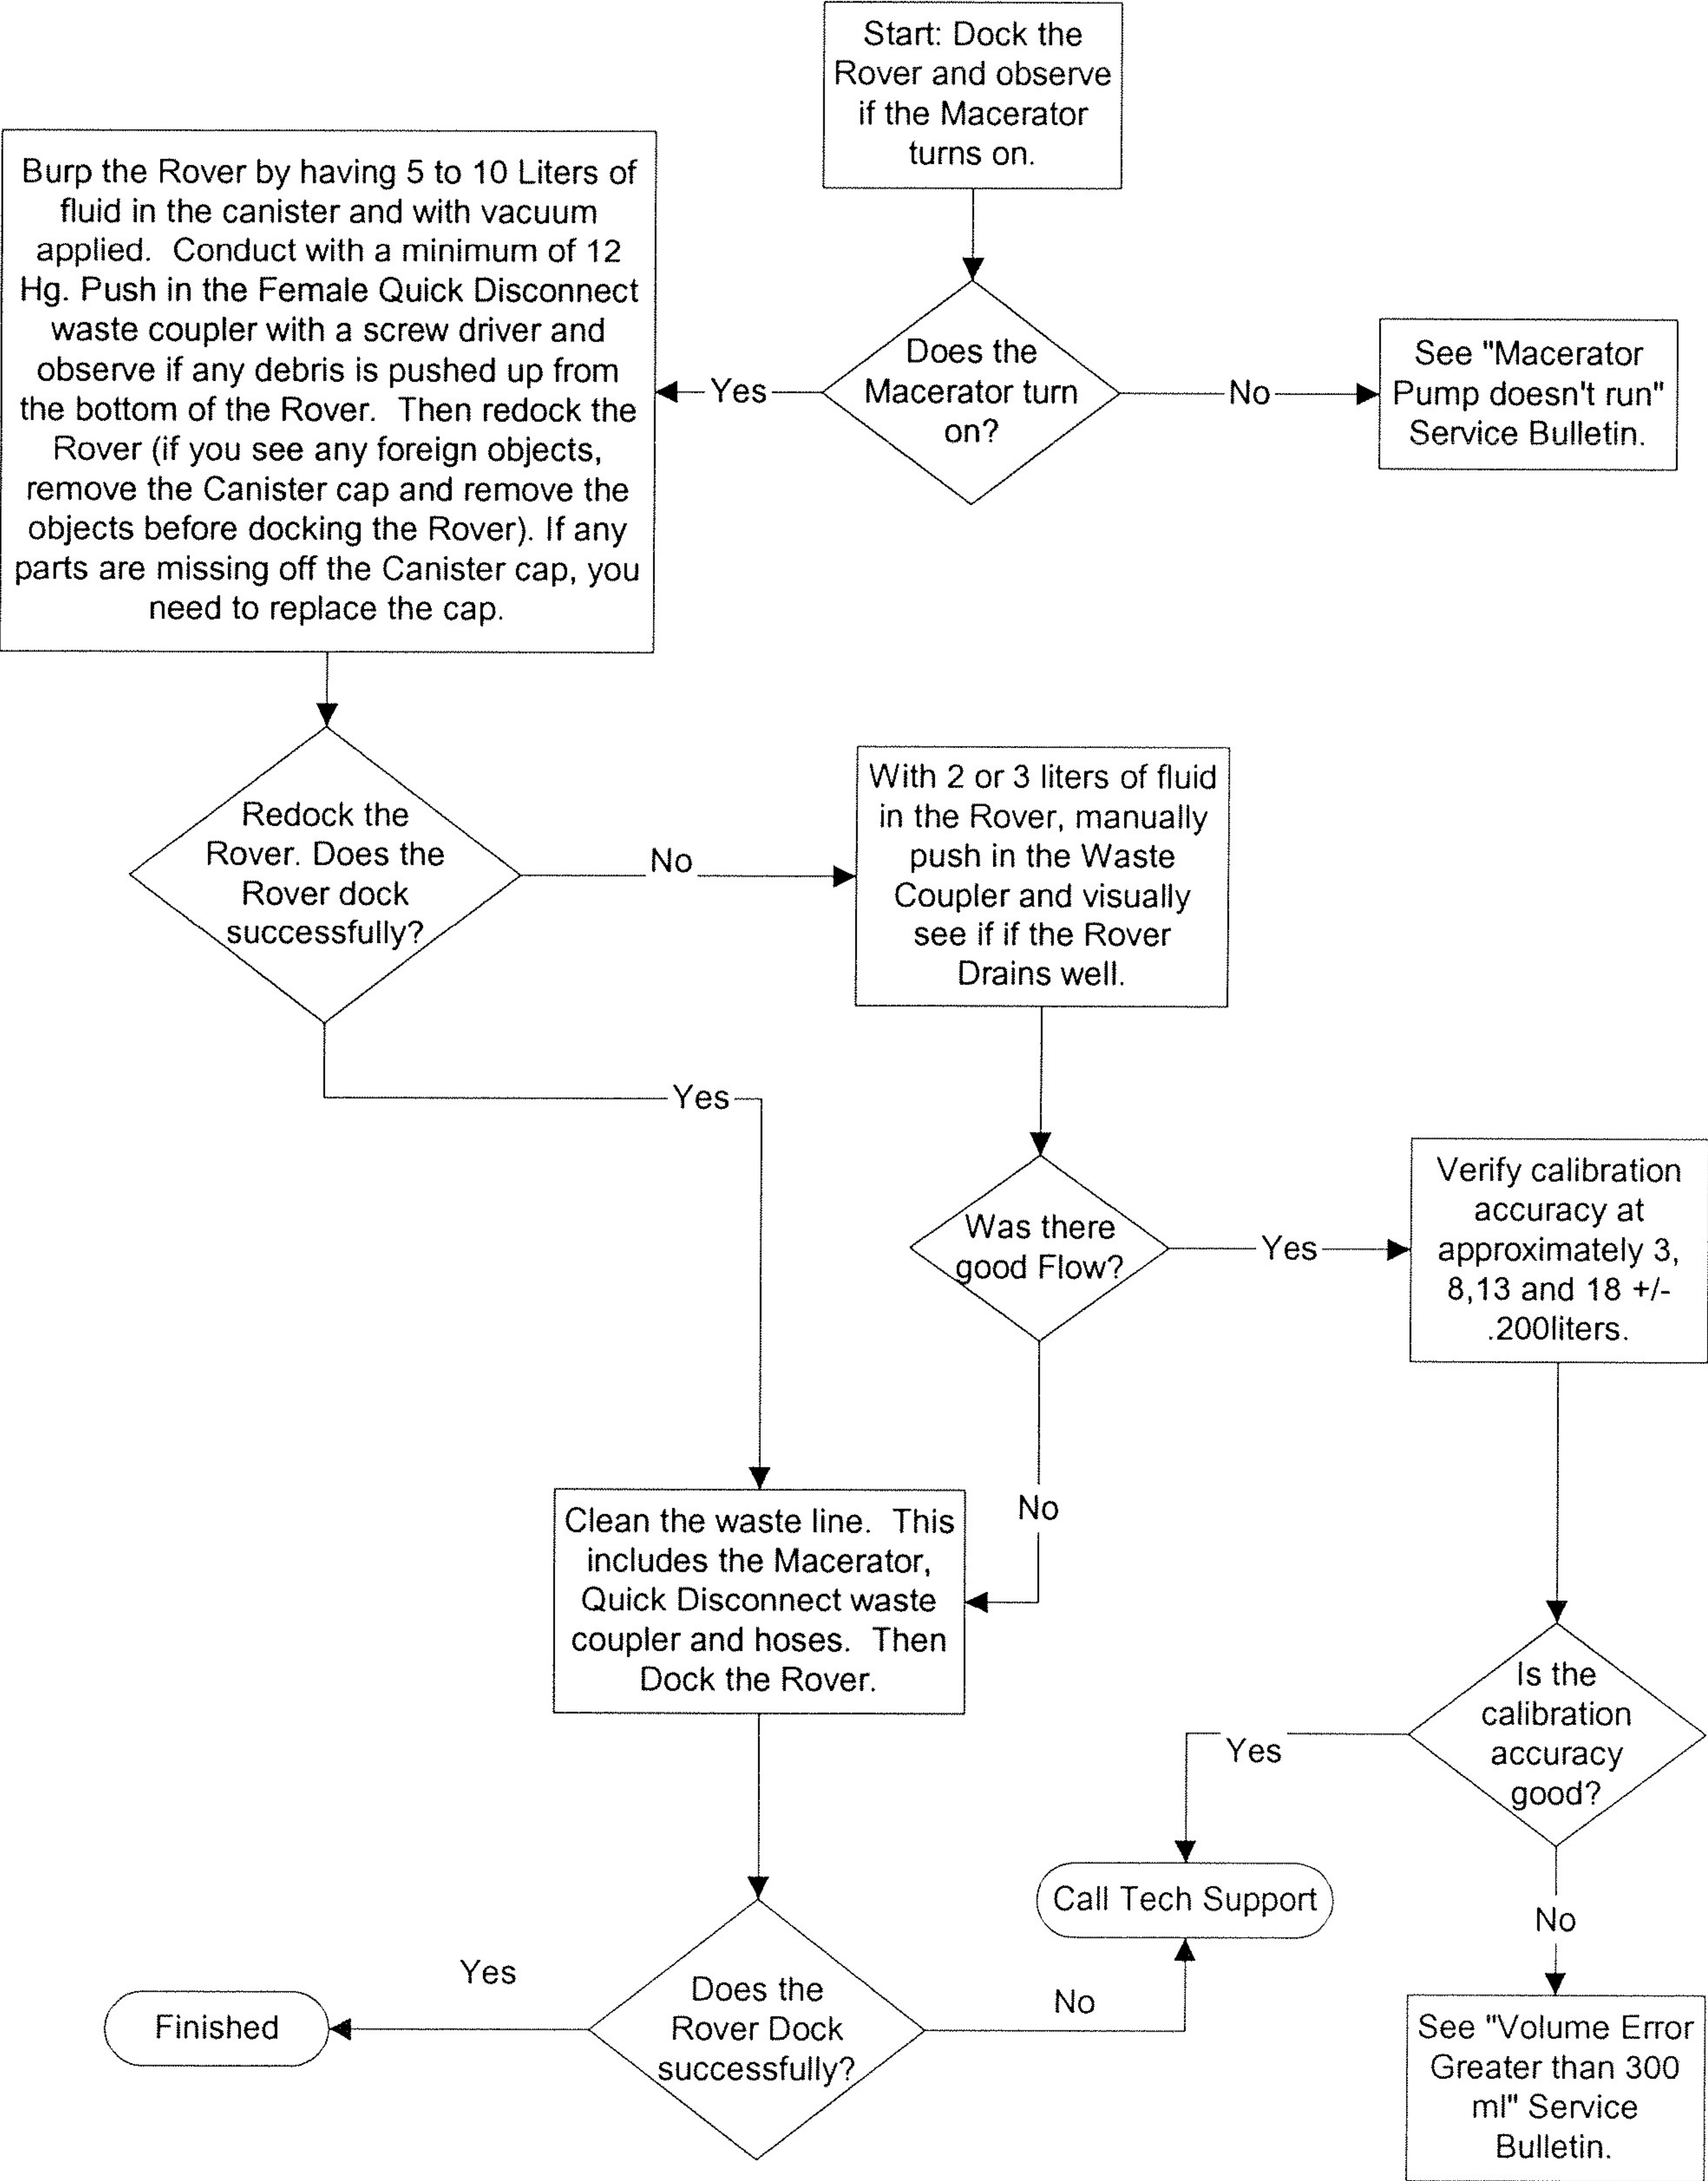 Start: Dock the
Rover and observe
if the Macerator
turns on.
Burp the Rover by having 5 to 10 Liters of
fluid in the canister and with vacuum
applied.  Conduct with a minimum of 12
Hg. Push in the Female Quick Disconnect
waste coupler with a screw driver and
observe if any debris is pushed up from
the bottom of the Rover.  Then redock the
Rover (if you see any foreign objects,
remove the Canister cap and remove the
objects before docking the Rover). If any
parts are missing off the Canister cap, you
need to replace the cap.
Yes
Does the
Macerator turn
on?
No
See "Macerator
Pump doesn't run"
Service Bulletin.
Redock the
Rover. Does the
Rover dock
successfully?
No
With 2 or 3 liters of fluid
in the Rover, manually
push in the Waste
Coupler and visually
see if if the Rover
Drains well.
Yes
Was there
good Flow?
Yes
Verify calibration
accuracy at
approximately 3,
8,13 and 18 +/-
.200liters.
No
Clean the waste line.  This
includes the Macerator,
Quick Disconnect waste
coupler and hoses.  Then
Dock the Rover.
Is the
calibration
accuracy
good?
Yes
Call Tech Support
No
Yes
Finished
Does the
Rover Dock
successfully?
No
See "Volume Error
Greater than 300
ml" Service
Bulletin.